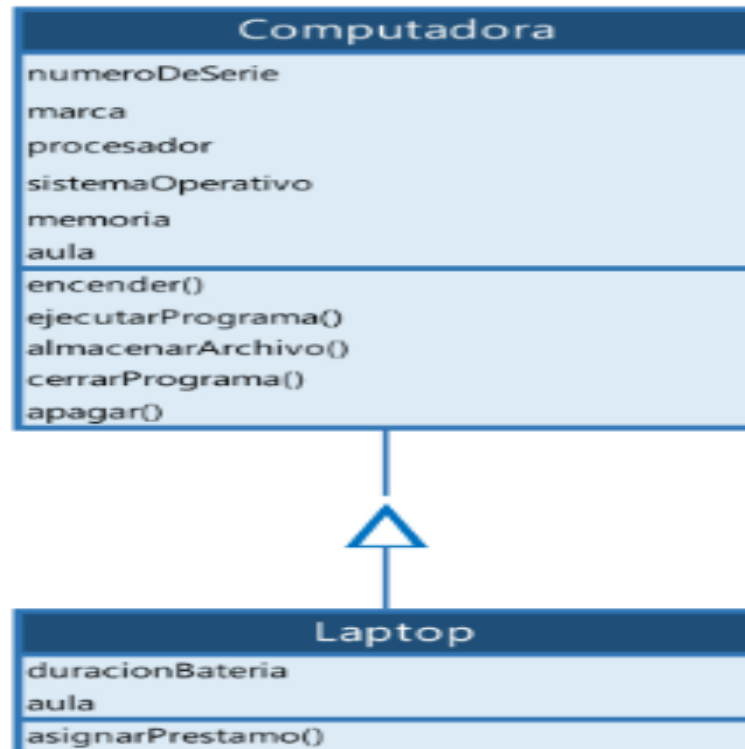 Computadora
numeroDeSerie
marca
procesador
sistemaOperativo
memoria
aula
encender()
ejecutarPrograma()
almacenarArchivo()
cerrarPrograma()
apagar()
Laptop
duracionBateria
aula
asignarPrestamo()